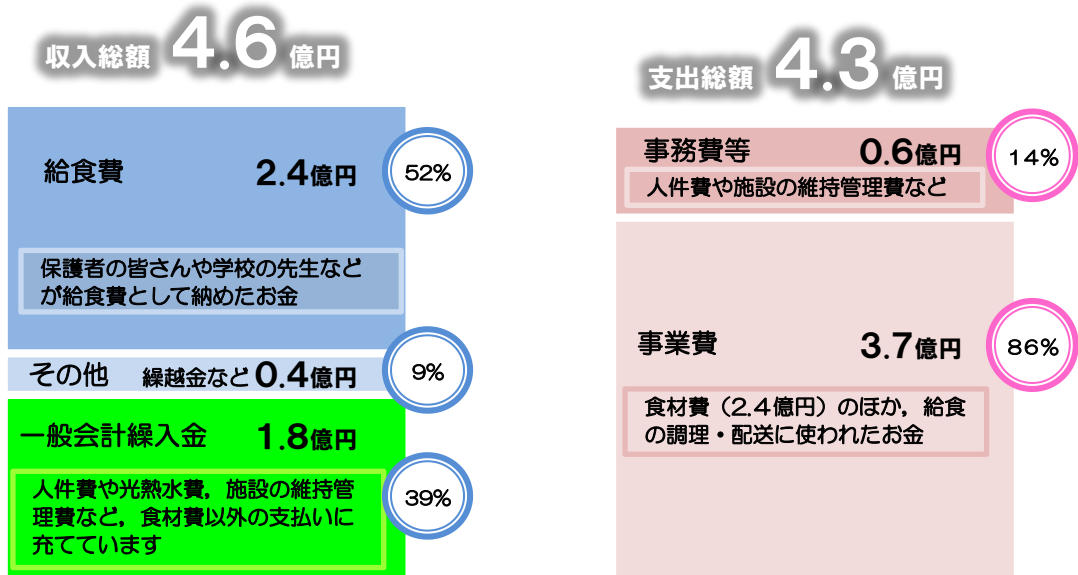 収入総額 4.6 億円
給食費 2.4億円 52%
保護者の皆さんや学校の先生など
が給食費として納めたお金
その他 繰越金など 0.4億円 9%
一般会計繰入金 1.8億円
人件費や光熱水費，施設の維持管
理費など，食材費以外の支払いに
充てています
39%
支出総額 4.3 億円
事務費等 0.6億円 14%
人件費や施設の維持管理費など
事業費 3.7億円 86%
食材費（2.4億円）のほか，給食
の調理・配送に使われたお金